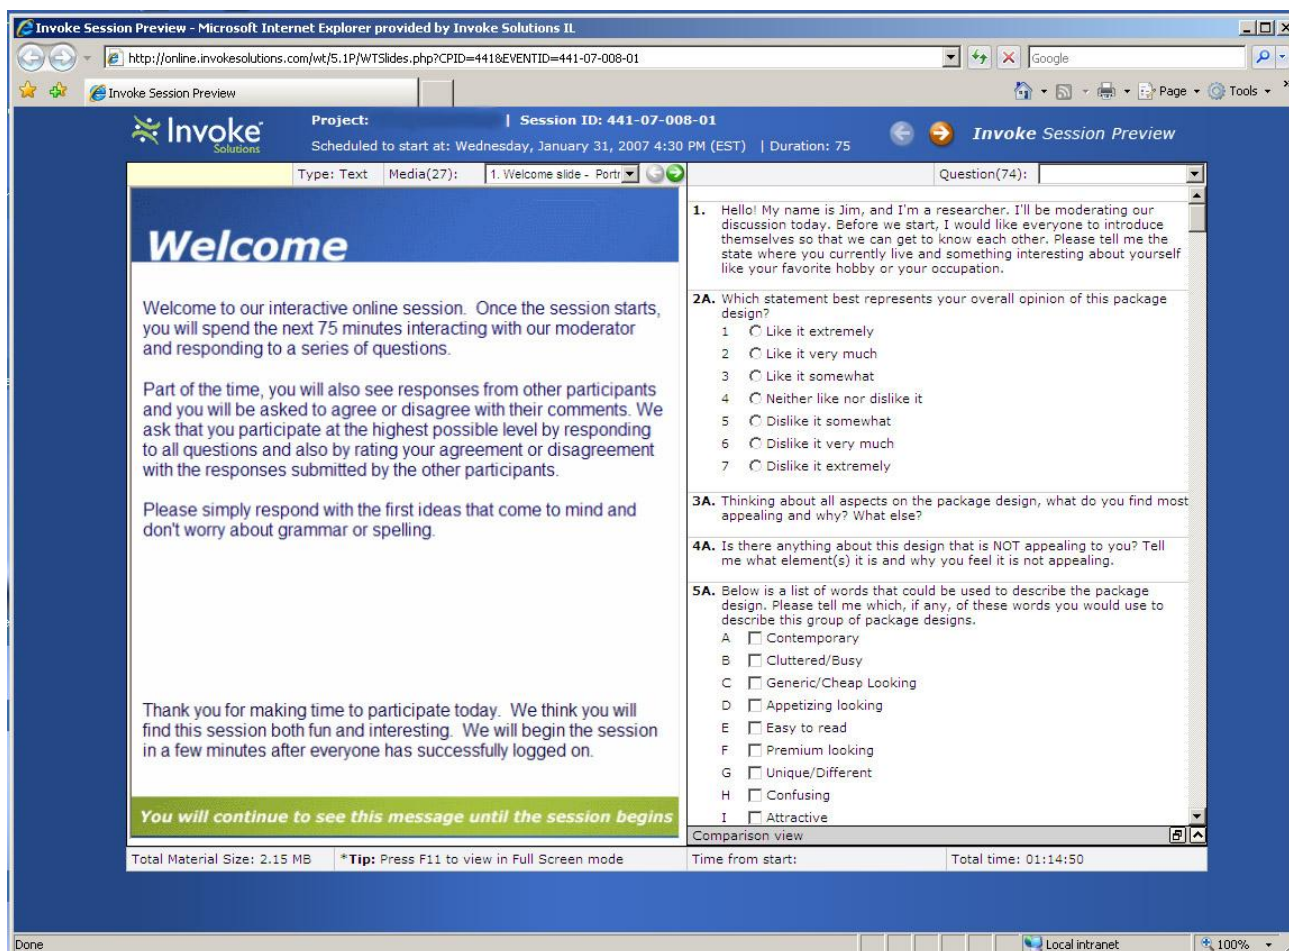 Invoke Session Preview - Microsoft Internet Explorer provided by Invoke Solutions IL
http://online.invokesolutions.com/wt/5.1P/WTSlides.php?CPID=441&EVENTID=441-07-008-01
Google
Invoke Session Preview
Page
Tools
Invoke
Solutions
Project: | Session ID: 441-07-008-01
Scheduled to start at: Wednesday, January 31, 2007 4:30 PM (EST) | Duration: 75
Invoke Session Preview
Type: Text Media(27): 1. Welcome slide - Portr
Question(74):
Welcome
Welcome to our interactive online session. Once the session starts,
you will spend the next 75 minutes interacting with our moderator
and responding to a series of questions.
Part of the time, you will also see responses from other participants
and you will be asked to agree or disagree with their comments. We
ask that you participate at the highest possible level by responding
to all questions and also by rating your agreement or disagreement
with the responses submitted by the other participants.
Please simply respond with the first ideas that come to mind and
don't worry about grammar or spelling.
Thank you for making time to participate today. We think you will
find this session both fun and interesting. We will begin the session
in a few minutes after everyone has successfully logged on.
You will continue to see this message until the session begins
1. Hello! My name is Jim, and I'm a researcher. I'll be moderating our
discussion today. Before we start, I would like everyone to introduce
themselves so that we can get to know each other. Please tell me the
state where you currently live and something interesting about yourself
like your favorite hobby or your occupation.
2A. Which statement best represents your overall opinion of this package
design?
1 Like it extremely
2 Like it very much
3 Like it somewhat
4 Neither like nor dislike it
5 Dislike it somewhat
6 Dislike it very much
7 Dislike it extremely
3A. Thinking about all aspects on the package design, what do you find most
appealing and why? What else?
4A. Is there anything about this design that is NOT appealing to you? Tell
me what element(s) it is and why you feel it is not appealing.
5A. Below is a list of words that could be used to describe the package
design. Please tell me which, if any, of these words you would use to
describe this group of package designs.
A Contemporary
B Cluttered/Busy
C Generic/Cheap Looking
D Appetizing looking
E Easy to read
F Premium looking
G Unique/Different
H Confusing
I Attractive
Comparison view
Total Material Size: 2.15 MB
*Tip: Press F11 to view in Full Screen mode
Time from start:
Total time: 01:14:50
Done
Local intranet
100%